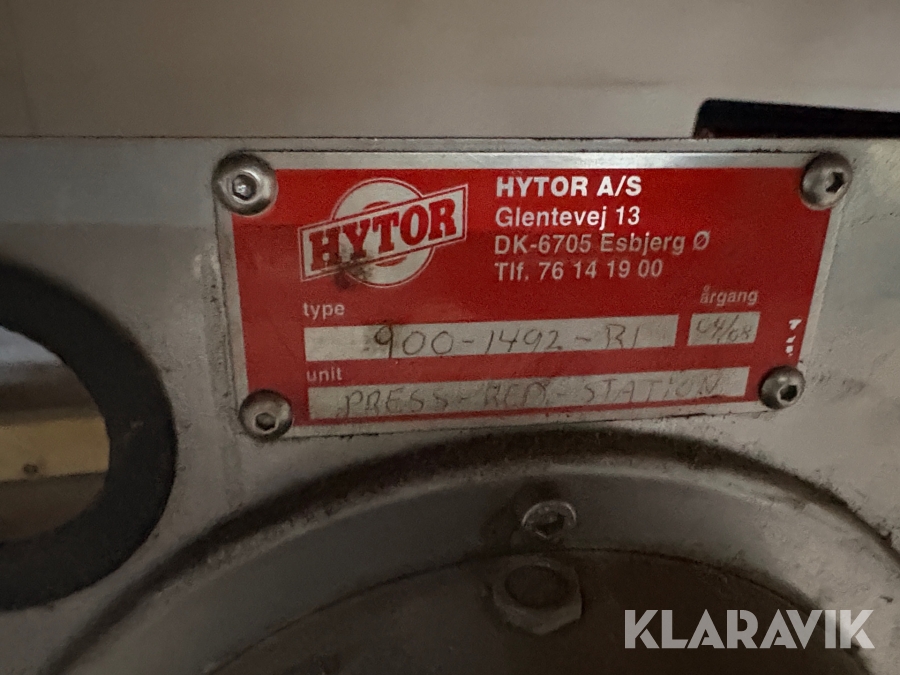 HYTOR
HYTOR A/S
Glentevej 13
DK-6705 Esbjerg Ø
Tlf. 76 14 19 00
type
årgang
900-1492-R1
04/08
unit
PRESS-RED-STATION
KLARAVIK